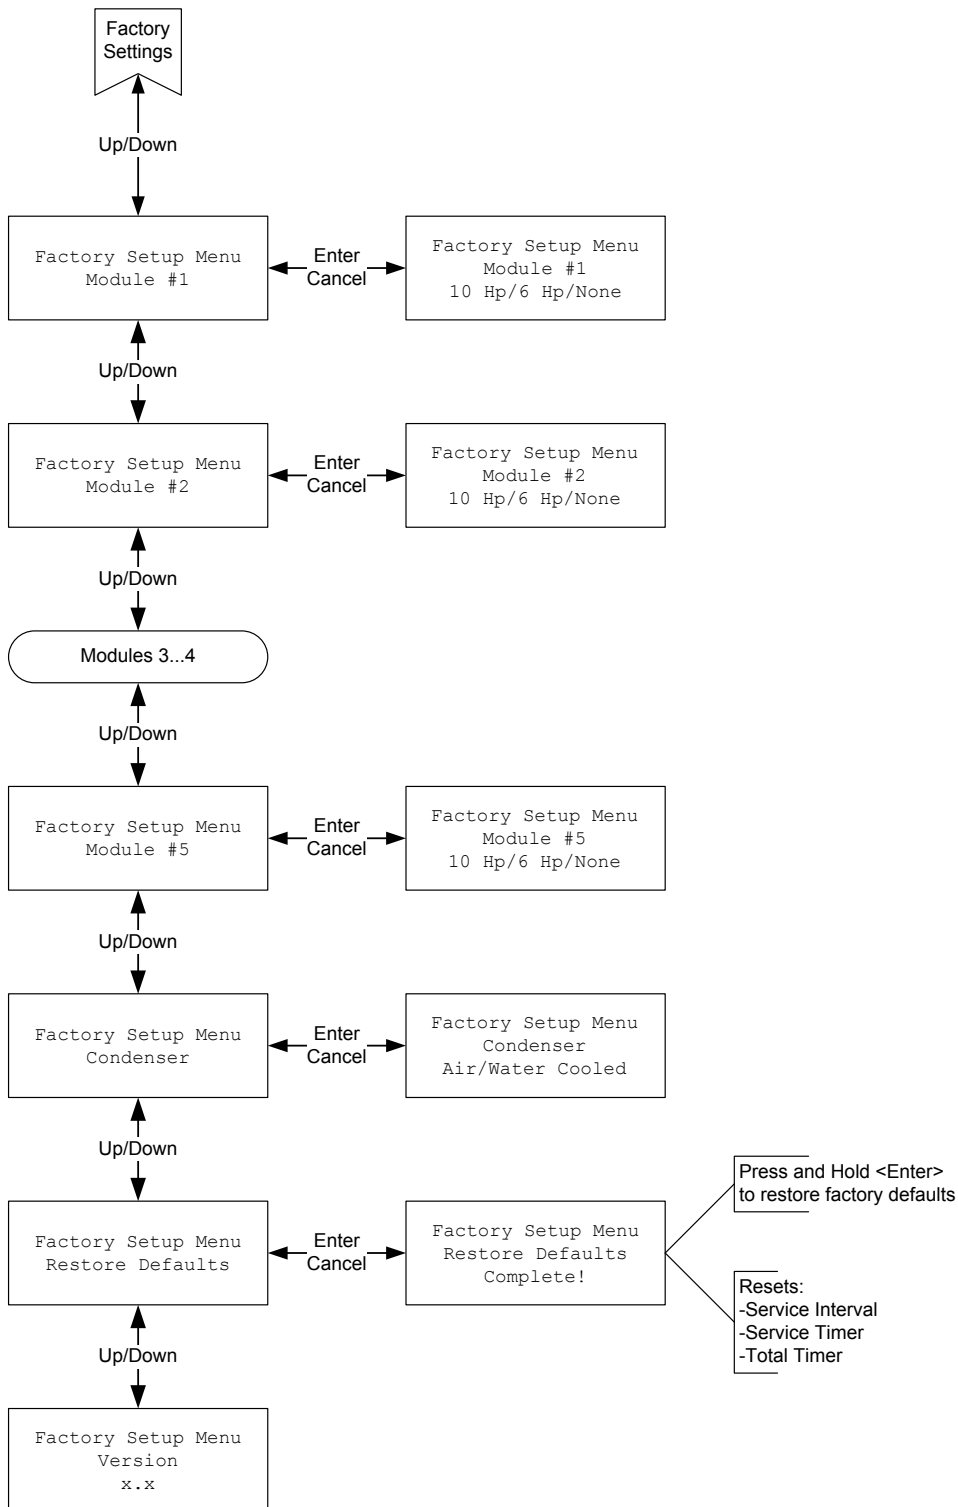 Factory
Settings
Up/Down
Factory Setup Menu
Module #1
Enter
Cancel
Factory Setup Menu
Module #1
10 Hp/6 Hp/None
Up/Down
Factory Setup Menu
Module #2
Enter
Cancel
Factory Setup Menu
Module #2
10 Hp/6 Hp/None
Up/Down
Modules 3...4
Up/Down
Factory Setup Menu
Module #5
Enter
Cancel
Factory Setup Menu
Module #5
10 Hp/6 Hp/None
Up/Down
Factory Setup Menu
Condenser
Enter
Cancel
Factory Setup Menu
Condenser
Air/Water Cooled
Up/Down
Factory Setup Menu
Restore Defaults
Enter
Cancel
Factory Setup Menu
Restore Defaults
Complete!
Press and Hold <Enter>
to restore factory defaults
Resets:
-Service Interval
-Service Timer
-Total Timer
Up/Down
Factory Setup Menu
Version
x.x